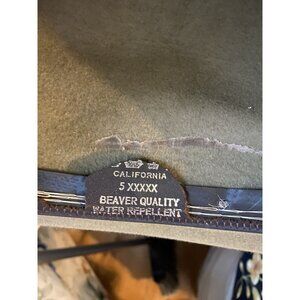 CALIFORNIA
5 XXXXX
BEAVER QUALITY
WATER REPELLENT